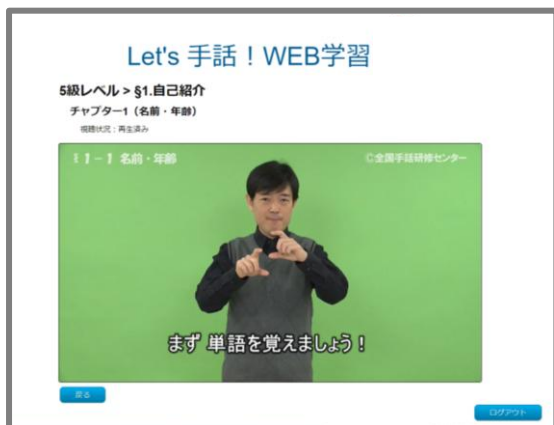 Let's 手話！WEB学習
5級レベル > §1.自己紹介
チャプター1（名前・年齢）
視聴状況：再生済み
1－1 名前・年齢
©全国手話研修センター
まず 単語を覚えましょう！
戻る
ログアウト